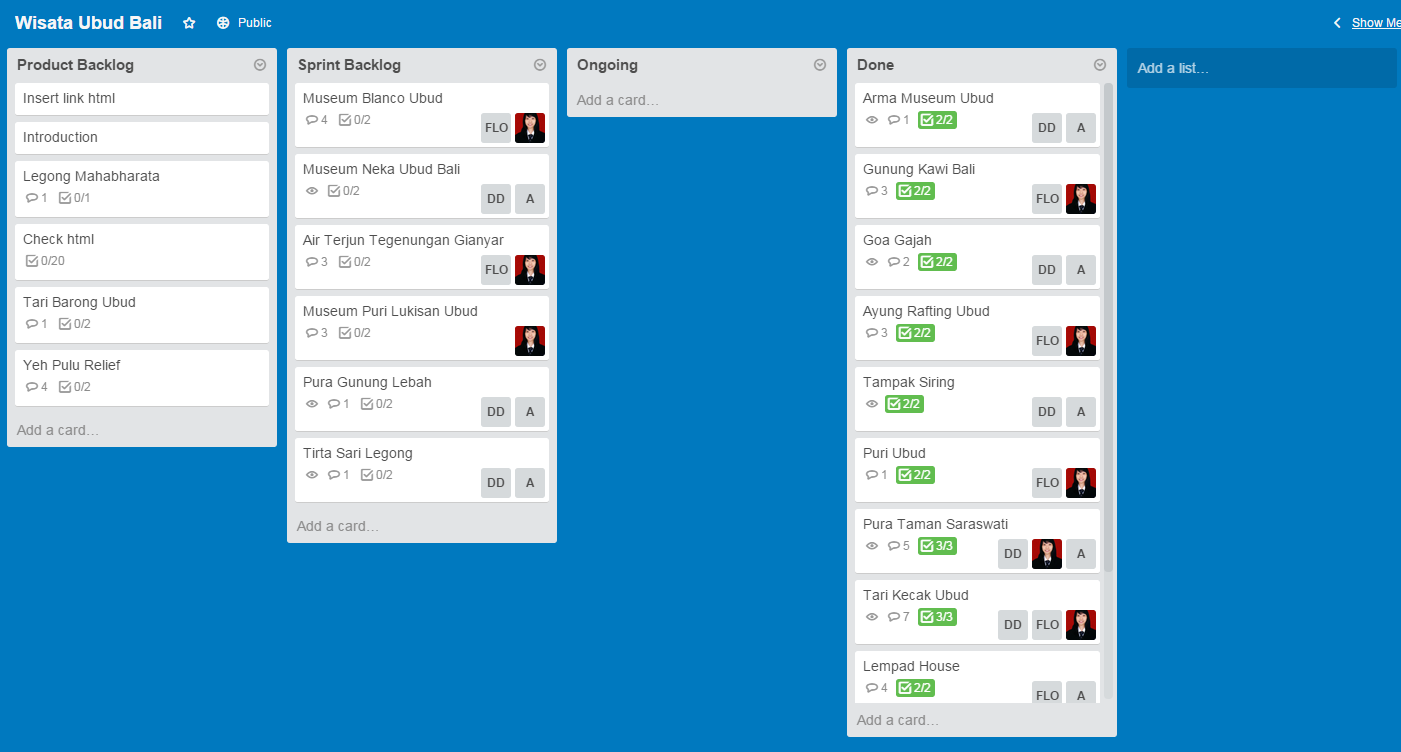 Wisata Ubud Bali
Public
Show Me
Product Backlog
Insert link html
Introduction
Legong Mahabharata
1 0/1
Check html
0/20
Tari Barong Ubud
1 0/2
Yeh Pulu Relief
4 0/2
Add a card...
Sprint Backlog
Museum Blanco Ubud
4 0/2
FLO
Museum Neka Ubud Bali
0/2
DD A
Air Terjun Tegenungan Gianyar
3 0/2
FLO
Museum Puri Lukisan Ubud
3 0/2
Pura Gunung Lebah
1 0/2
DD A
Tirta Sari Legong
1 0/2
DD A
Add a card...
Ongoing
Add a card...
Done
Arma Museum Ubud
1 2/2
DD A
Gunung Kawi Bali
3 2/2
FLO
Goa Gajah
2 2/2
DD A
Ayung Rafting Ubud
3 2/2
FLO
Tampak Siring
2/2
DD A
Puri Ubud
1 2/2
FLO
Pura Taman Saraswati
5 3/3
DD A
Tari Kecak Ubud
7 3/3
DD FLO
Lempad House
4 2/2
FLO A
Add a card...
Add a list...